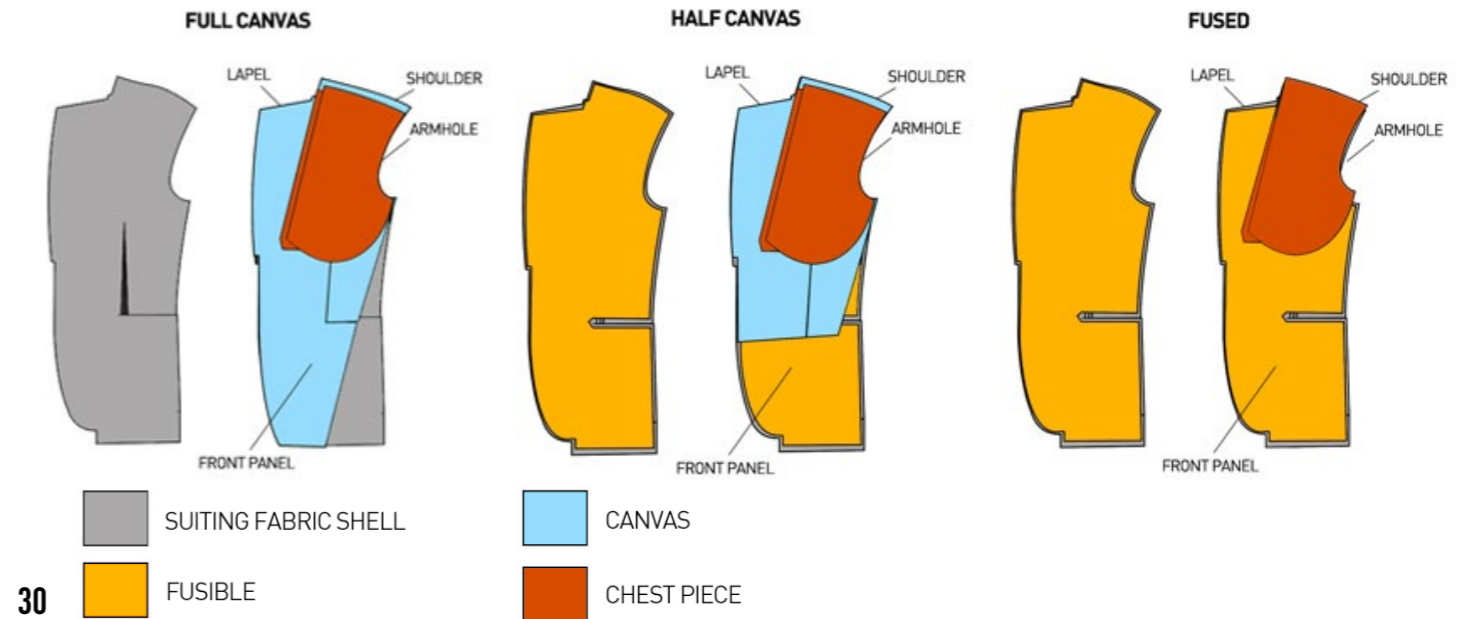 FULL CANVAS
HALF CANVAS
FUSED
LAPEL
SHOULDER
ARMHOLE
FRONT PANEL
LAPEL
SHOULDER
ARMHOLE
FRONT PANEL
LAPEL
SHOULDER
ARMHOLE
FRONT PANEL
SUITING FABRIC SHELL
CANVAS
FUSIBLE
CHEST PIECE
30